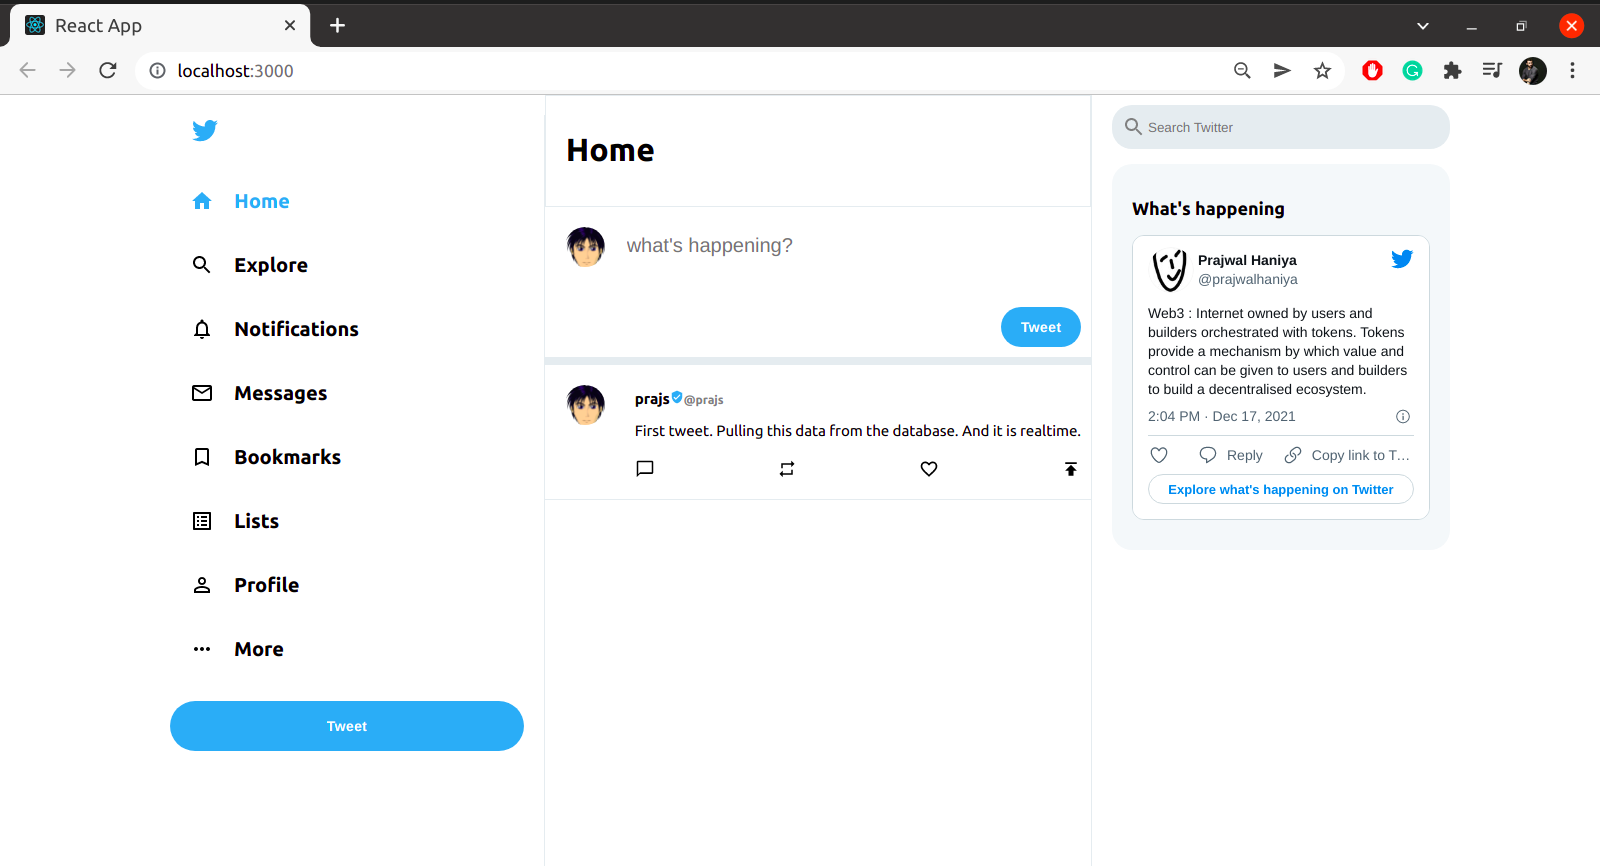 React App
localhost:3000
Home
Explore
Notifications
Messages
Bookmarks
Lists
Profile
More
Tweet
Home
what's happening?
Tweet
prajs @prajs
First tweet. Pulling this data from the database. And it is realtime.
Search Twitter
What's happening
Prajwal Haniya
@prajwalhaniya
Web3 : Internet owned by users and
builders orchestrated with tokens. Tokens
provide a mechanism by which value and
control can be given to users and builders
to build a decentralised ecosystem.
2:04 PM · Dec 17, 2021
Reply Copy link to T...
Explore what's happening on Twitter